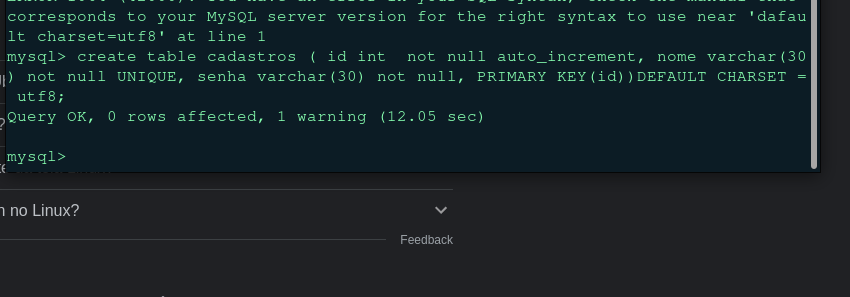 corresponds to your MySQL server version for the right syntax to use near 'dafau
lt charset=utf8' at line 1
mysql> create table cadastros ( id int  not null auto_increment, nome varchar(30
) not null UNIQUE, senha varchar(30) not null, PRIMARY KEY(id))DEFAULT CHARSET =
 utf8;
Query OK, 0 rows affected, 1 warning (12.05 sec)
mysql>
no Linux?
Feedback